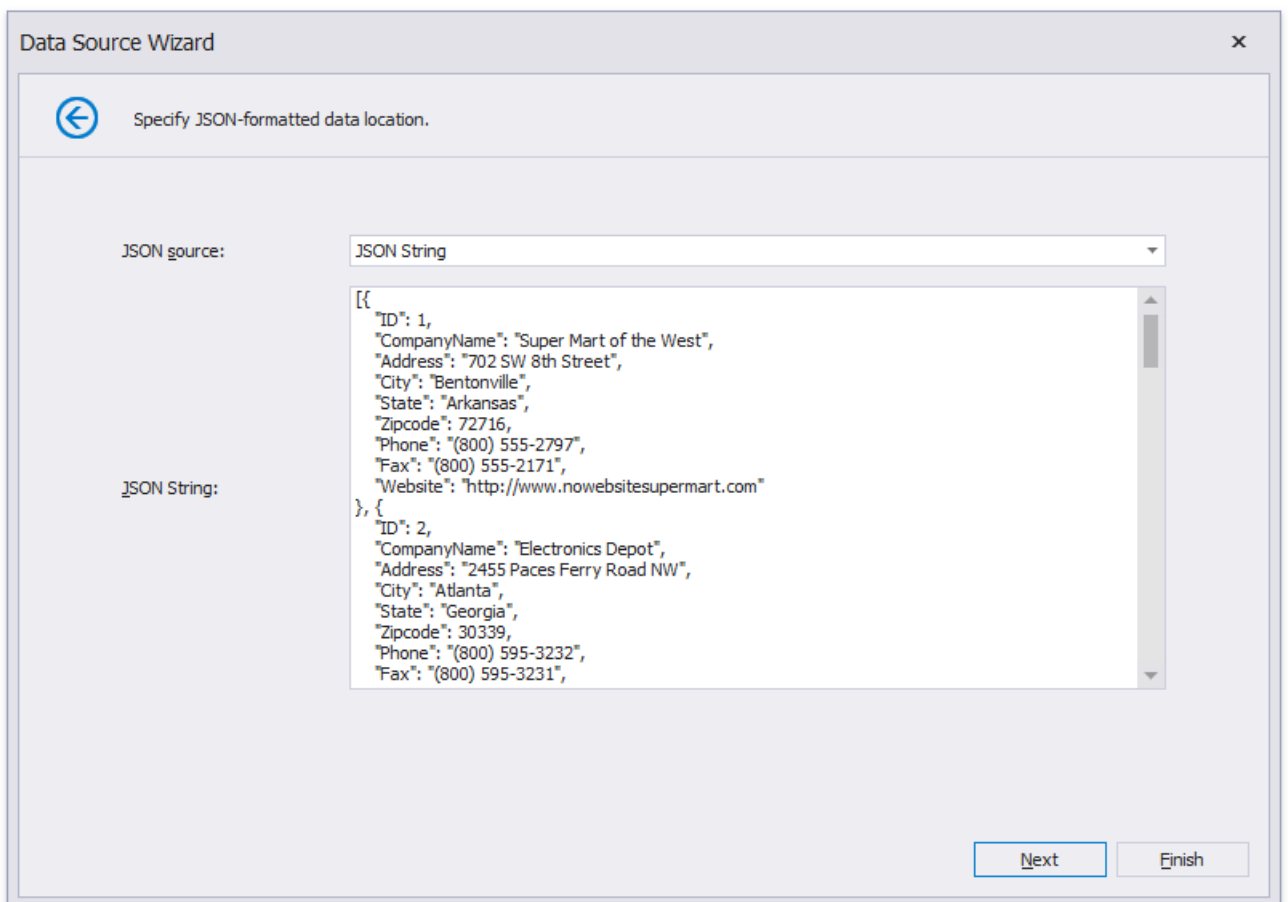 Data Source Wizard
Specify JSON-formatted data location.
JSON source:
JSON String
JSON String:
[{
"ID": 1,
"CompanyName": "Super Mart of the West",
"Address": "702 SW 8th Street",
"City": "Bentonville",
"State": "Arkansas",
"Zipcode": 72716,
"Phone": "(800) 555-2797",
"Fax": "(800) 555-2171",
"Website": "http://www.nowebsitesupermart.com"
}, {
"ID": 2,
"CompanyName": "Electronics Depot",
"Address": "2455 Paces Ferry Road NW",
"City": "Atlanta",
"State": "Georgia",
"Zipcode": 30339,
"Phone": "(800) 595-3232",
"Fax": "(800) 595-3231",
Next
Finish